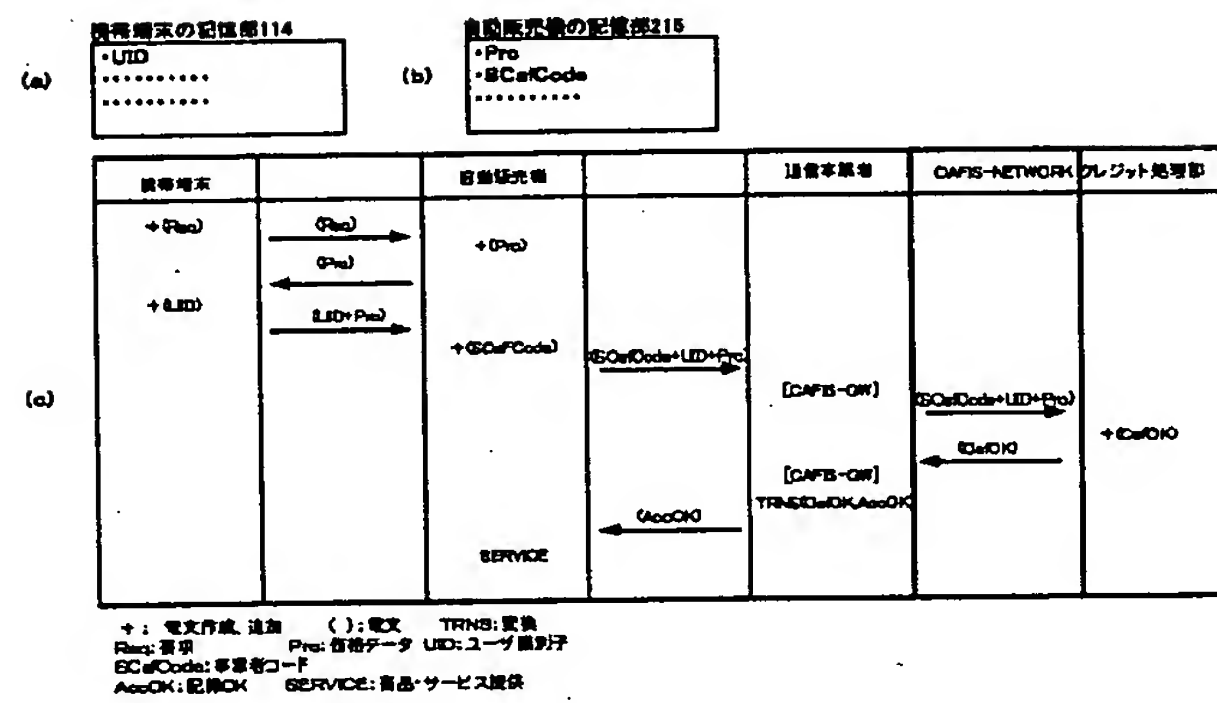 携帯端末の記憶部114
自動販売機の記憶部215
(a)
・UID
・・・・・・・・・・
・・・・・・・・・・
(b)
・Pro
・SCafCode
・・・・・・・・・・
携帯端末 自動販売機 通信事業者 CAFIS-NETWORK クレジット処理部
+(Req) (Req)
+(Pro)
(Pro)
+(UID)
(UID+Pro)
+(SCafCode) (SCafCode+UID+Pro)
(c) [CAFIS-GW] (SCafCode+UID+Pro)
+(CafOK)
(CafOK)
[CAFIS-GW]
TRNS(CafOK,AccOK)
(AccOK)
SERVICE
+: 電文作成、追加 ( ):電文 TRNS:変換
Req:要求 Pro:価格データ UID:ユーザ識別子
SCafCode:事業者コード
AccOK:記録OK SERVICE:商品・サービス提供